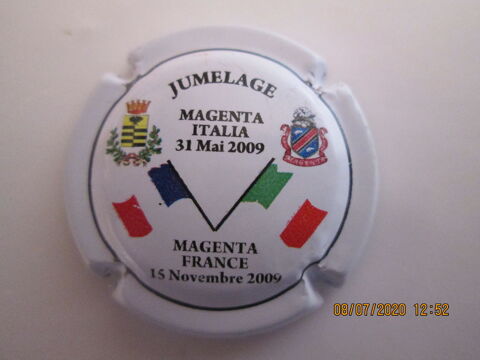 JUMELAGE
MAGENTA
ITALIA
31 Mai 2009
MAGENTA
MAGENTA
FRANCE
15 Novembre 2009
08/07/2020 12:52